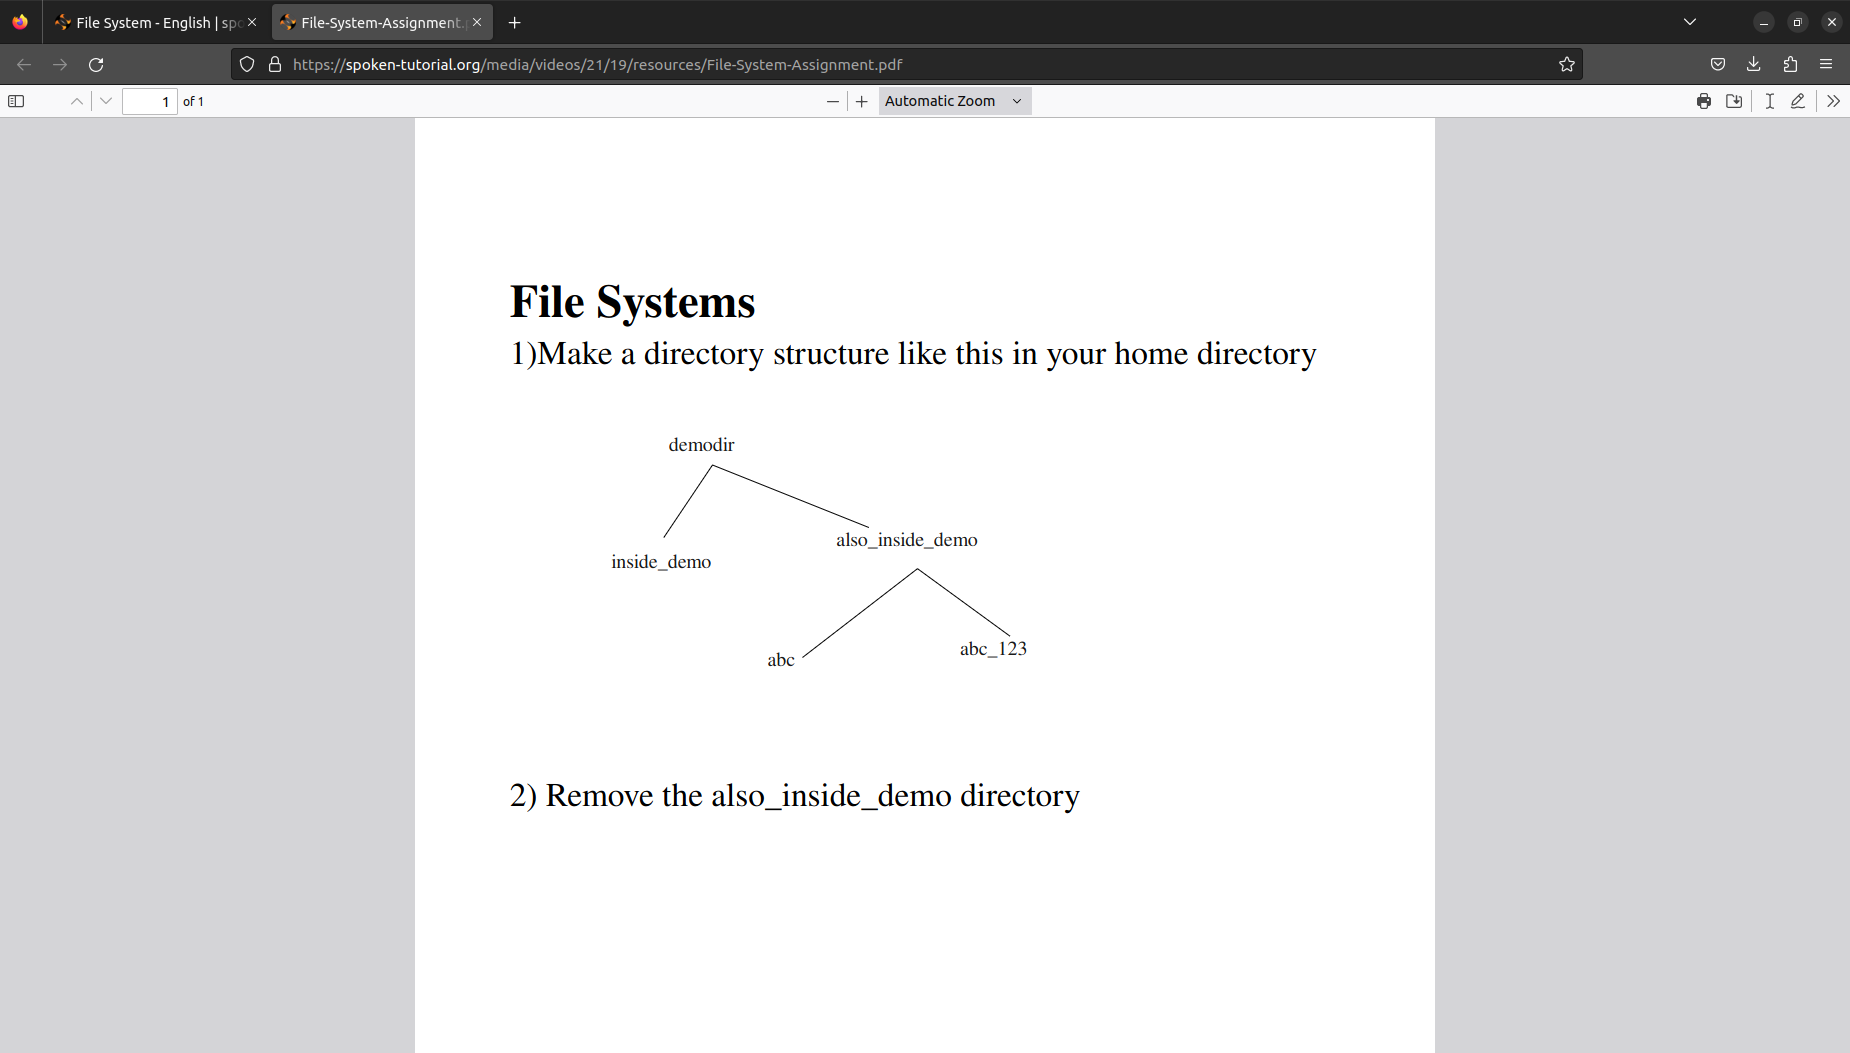 File System - English | spo
File-System-Assignment.p
https://spoken-tutorial.org/media/videos/21/19/resources/File-System-Assignment.pdf
1 of 1
Automatic Zoom
File Systems
1)Make a directory structure like this in your home directory
demodir
also_inside_demo
inside_demo
abc_123
abc
2) Remove the also_inside_demo directory